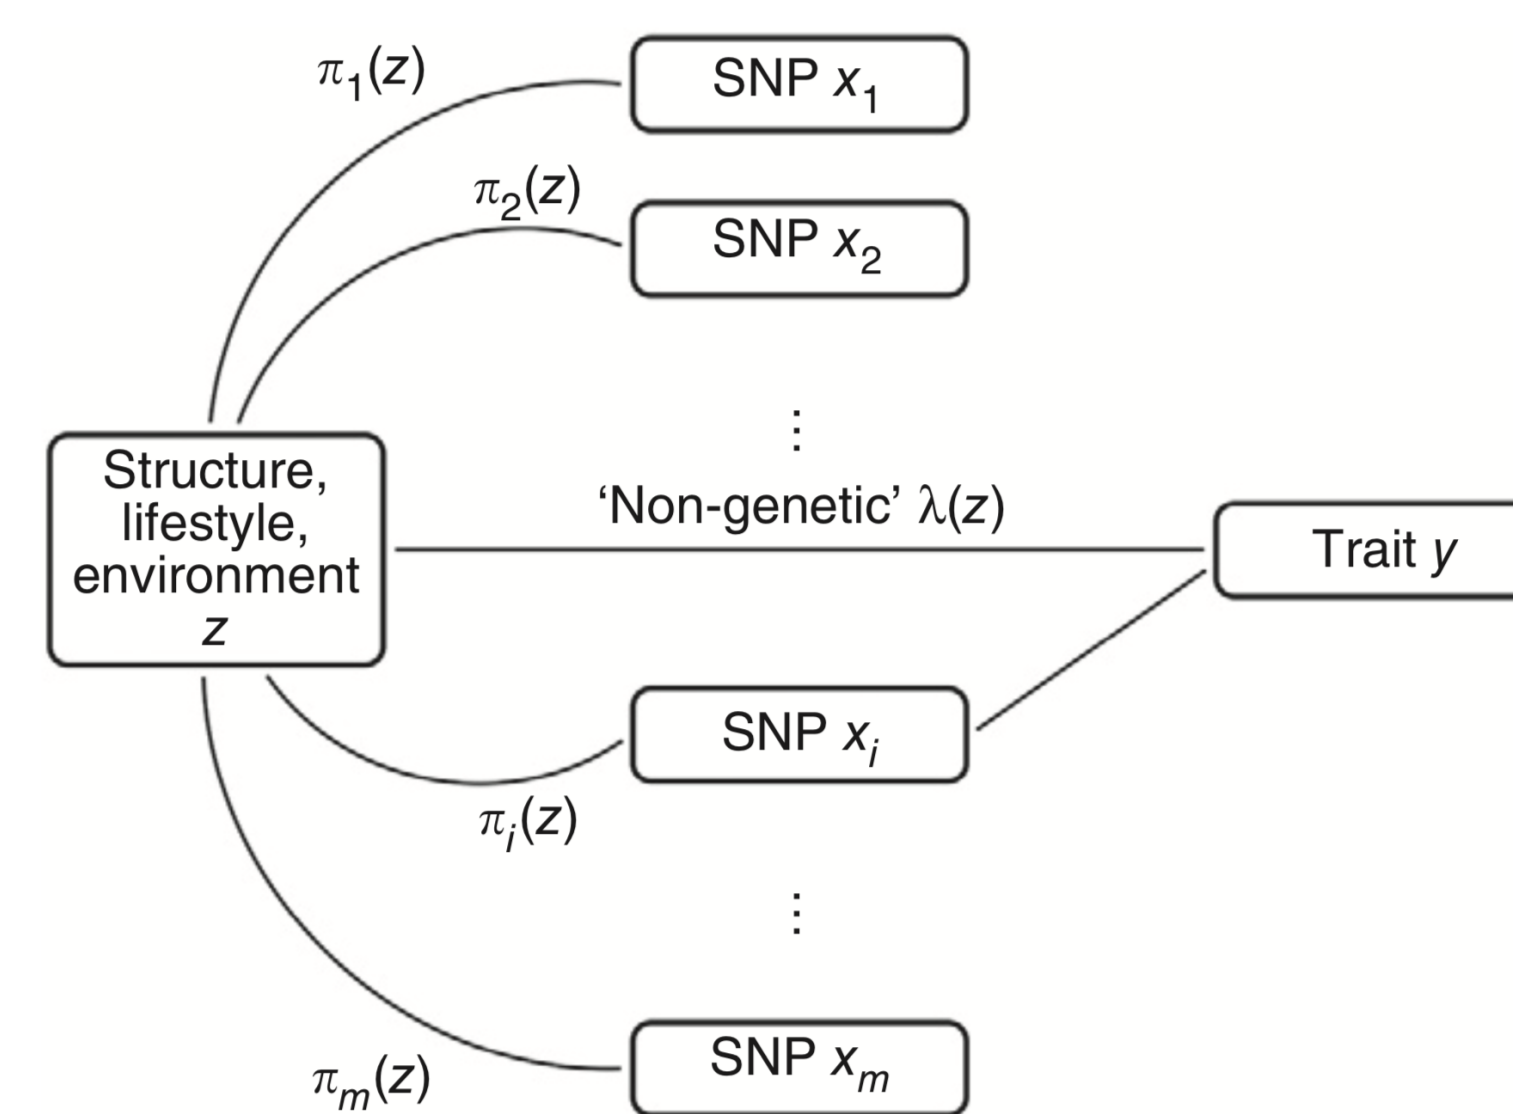 π₁(z)
SNP x₁
π₂(z)
SNP x₂
⋮
Structure,
lifestyle,
environment
z
‘Non-genetic’ λ(z)
Trait y
SNP xᵢ
πᵢ(z)
⋮
SNP xₘ
πₘ(z)